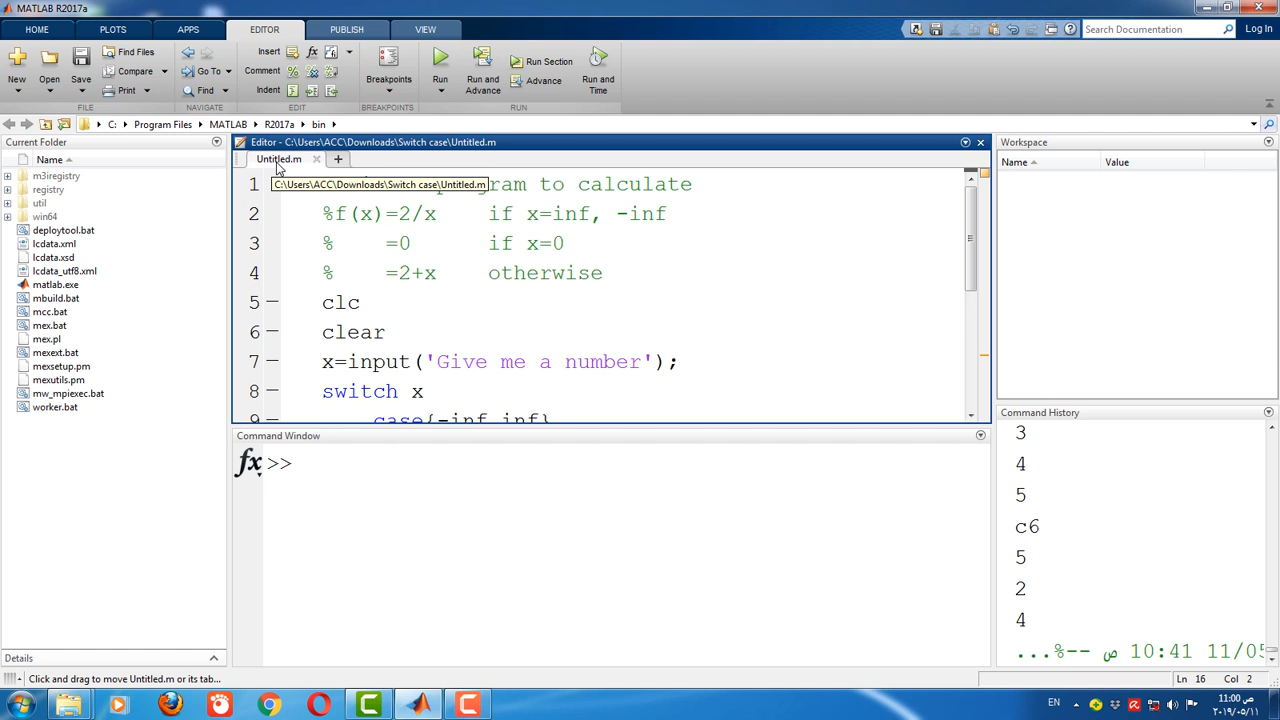 MATLAB R2017a
HOME PLOTS APPS EDITOR PUBLISH VIEW
Search Documentation
Log In
New Open Save
Find Files
Compare
Print
FILE
Go To
Find
NAVIGATE
Insert
Comment
Indent
EDIT
fx
Breakpoints
BREAKPOINTS
Run
Run and Advance
Run Section
Advance
Run and Time
RUN
C: Program Files MATLAB R2017a bin
Current Folder
Name
m3iregistry
registry
util
win64
deploytool.bat
lcdata.xml
lcdata.xsd
lcdata_utf8.xml
matlab.exe
mbuild.bat
mcc.bat
mex.bat
mex.pl
mexext.bat
mexsetup.pm
mexutils.pm
mw_mpiexec.bat
worker.bat
Details
Editor - C:\Users\ACC\Downloads\Switch case\Untitled.m
Untitled.m
C:\Users\ACC\Downloads\Switch case\Untitled.m
1 program to calculate
2 %f(x)=2/x if x=inf, -inf
3 % =0 if x=0
4 % =2+x otherwise
5 clc
6 clear
7 x=input('Give me a number');
8 switch x
9 case{-inf,inf}
Command Window
fx >>
Workspace
Name Value
Command History
3
4
5
c6
5
2
4
...%-- ص 10:41 11/05
Click and drag to move Untitled.m or its tab...
Ln 16 Col 2
EN
11:00 ص
٢٠١٩/٠٥/١١